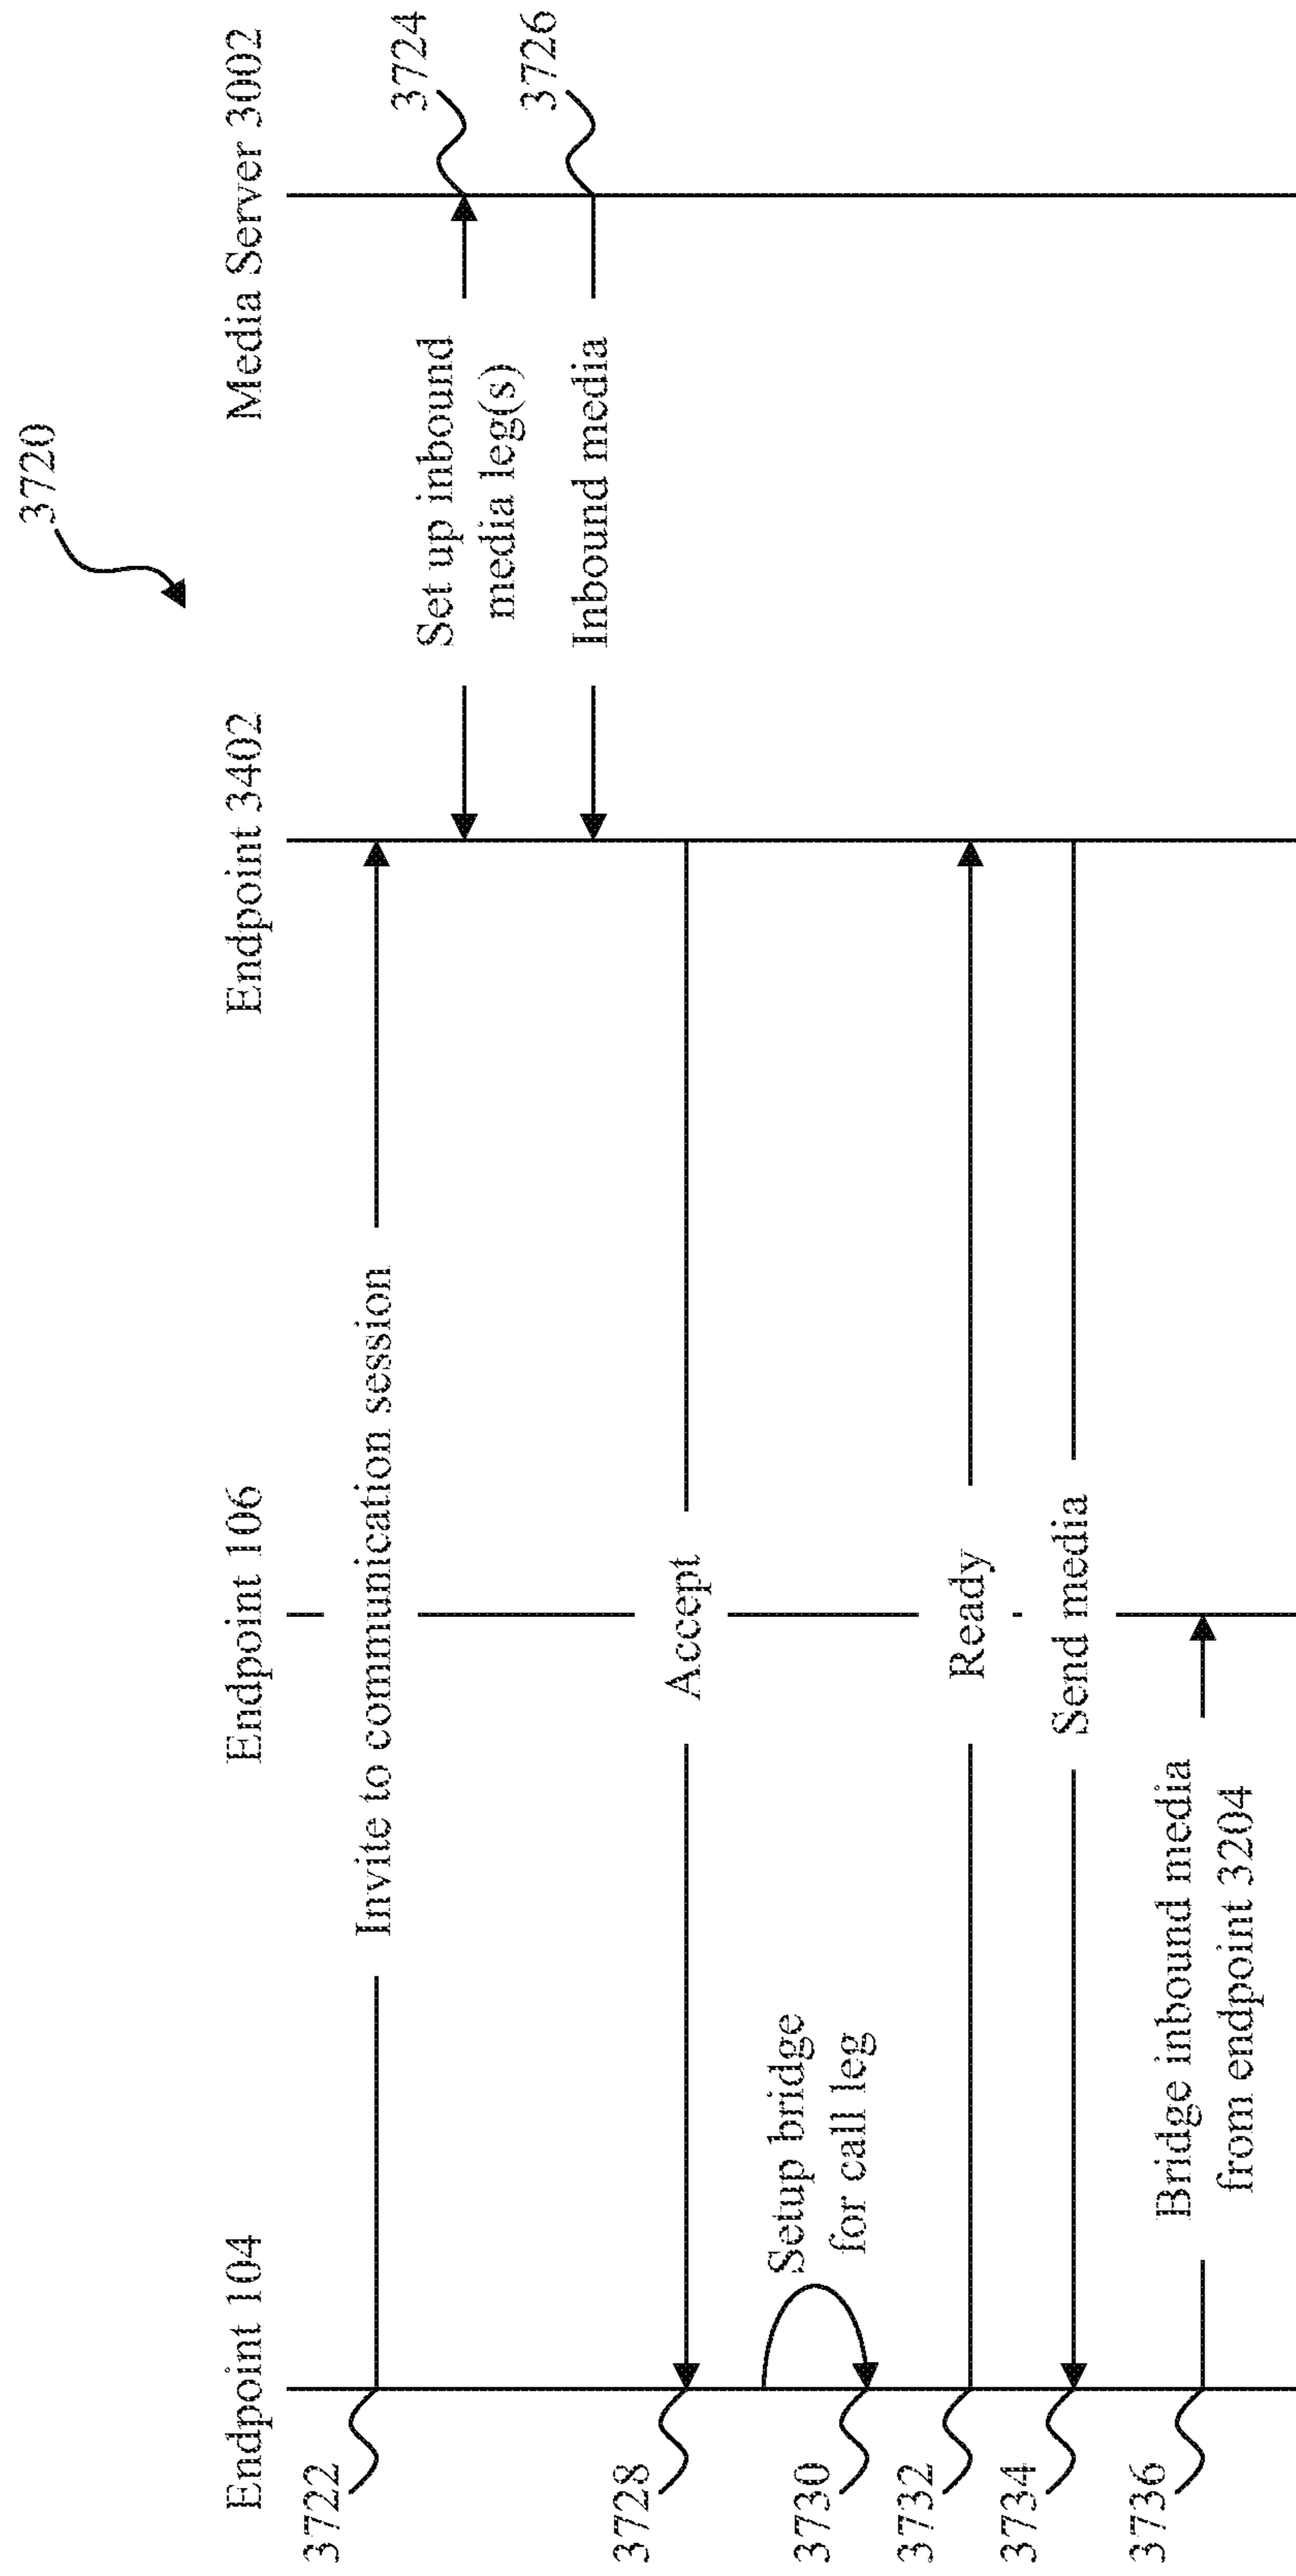 3720
Endpoint 104
Endpoint 106
Endpoint 3402
Media Server 3002
3722
Invite to communication session
Set up inbound
media leg(s)
3724
Inbound media
3726
3728
Accept
Setup bridge
for call leg
3730
3732
Ready
3734
Send media
3736
Bridge inbound media
from endpoint 3204